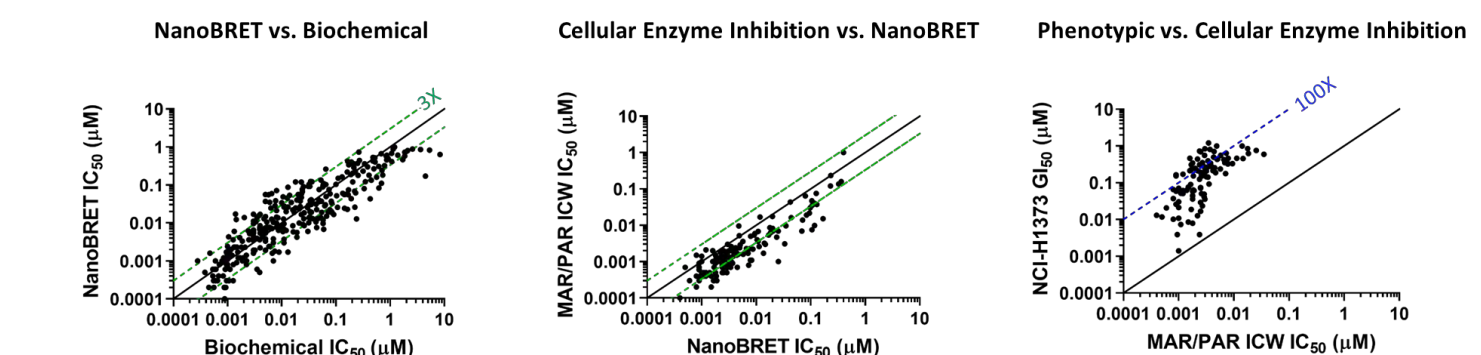 NanoBRET vs. Biochemical
Cellular Enzyme Inhibition vs. NanoBRET
Phenotypic vs. Cellular Enzyme Inhibition
NanoBRET IC50 (μM)
10
1
0.1
0.01
0.001
0.0001
3X
0.0001 0.001 0.01 0.1 1 10
Biochemical IC50 (μM)
MAR/PAR ICW IC50 (μM)
10
1
0.1
0.01
0.001
0.0001
0.0001 0.001 0.01 0.1 1 10
NanoBRET IC50 (μM)
NCI-H1373 GI50 (μM)
10
1
0.1
0.01
0.001
0.0001
100X
0.0001 0.001 0.01 0.1 1 10
MAR/PAR ICW IC50 (μM)